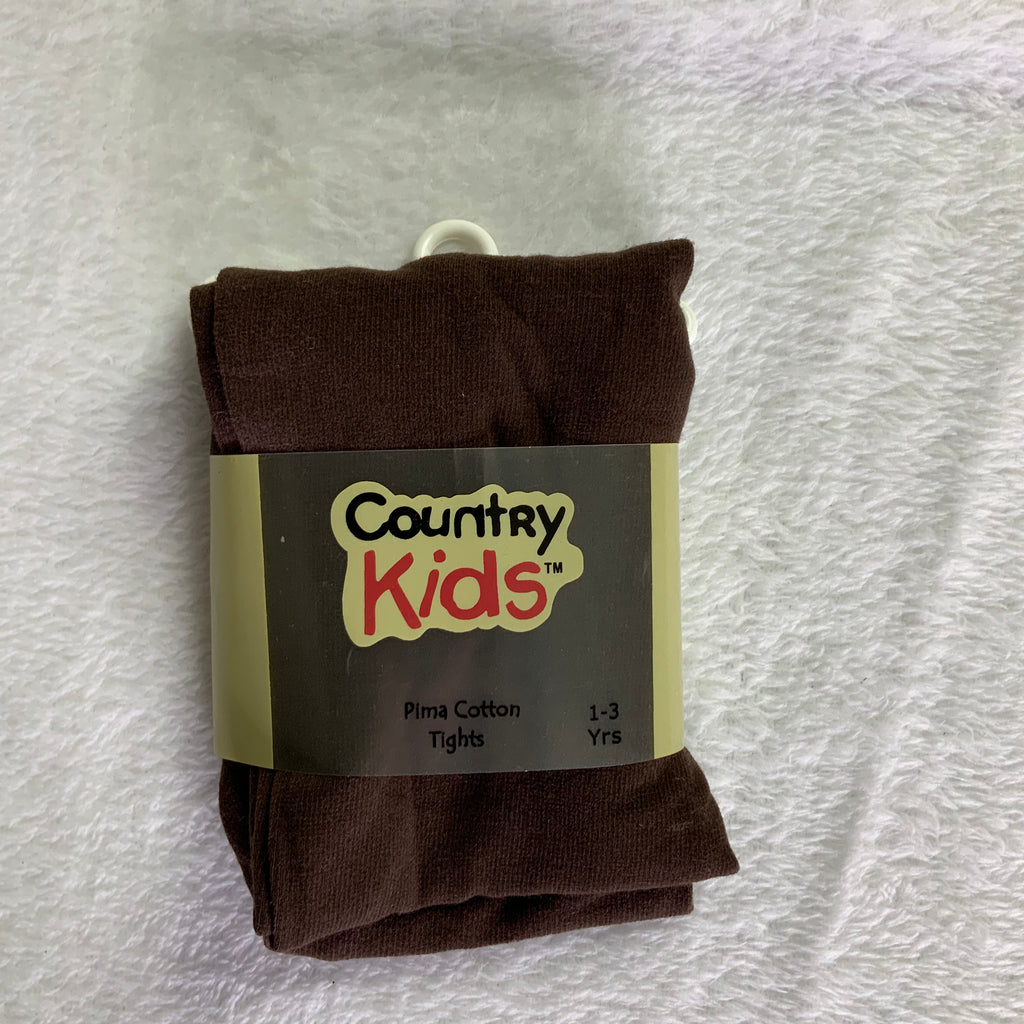 Country
Kids™
Pima Cotton
Tights
1-3
Yrs